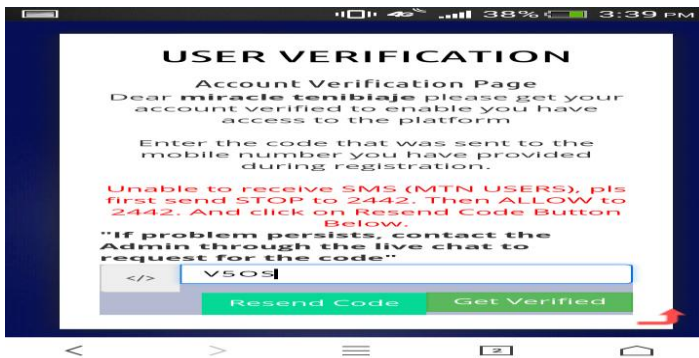 38% 3:39 PM
USER VERIFICATION
Account Verification Page
Dear miracle tenibiaje please get your
account verified to enable you have
access to the platform
Enter the code that was sent to the
mobile number you have provided
during registration.
Unable to receive SMS (MTN USERS), pls
first send STOP to 2442. Then ALLOW to
2442. And click on Resend Code Button
Below.
"If problem persists, contact the
Admin through the live chat to
request for the code"
</> VSOS
Resend Code Get Verified
2